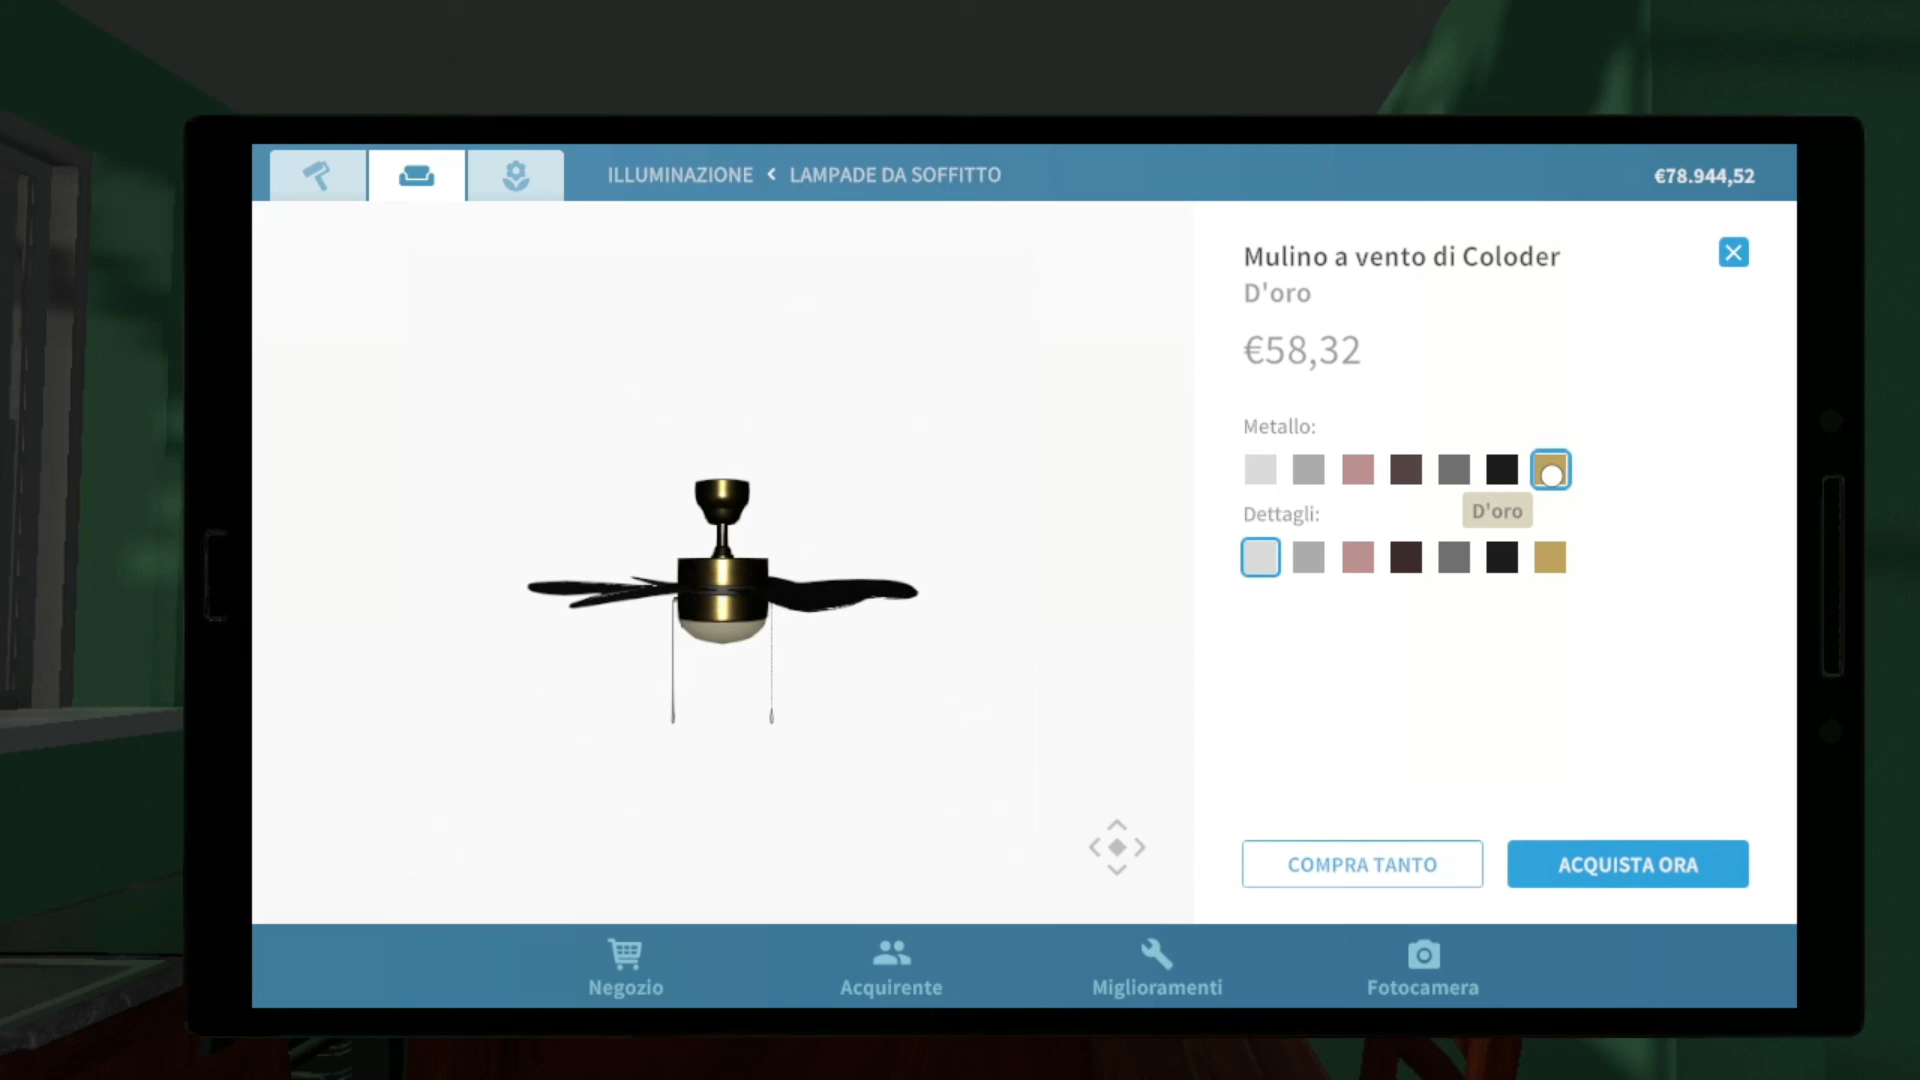 ILLUMINAZIONE < LAMPADE DA SOFFITTO
€78.944,52
Mulino a vento di Coloder
D'oro
€58,32
Metallo:
D'oro
Dettagli:
COMPRA TANTO
ACQUISTA ORA
Negozio
Acquirente
Miglioramenti
Fotocamera